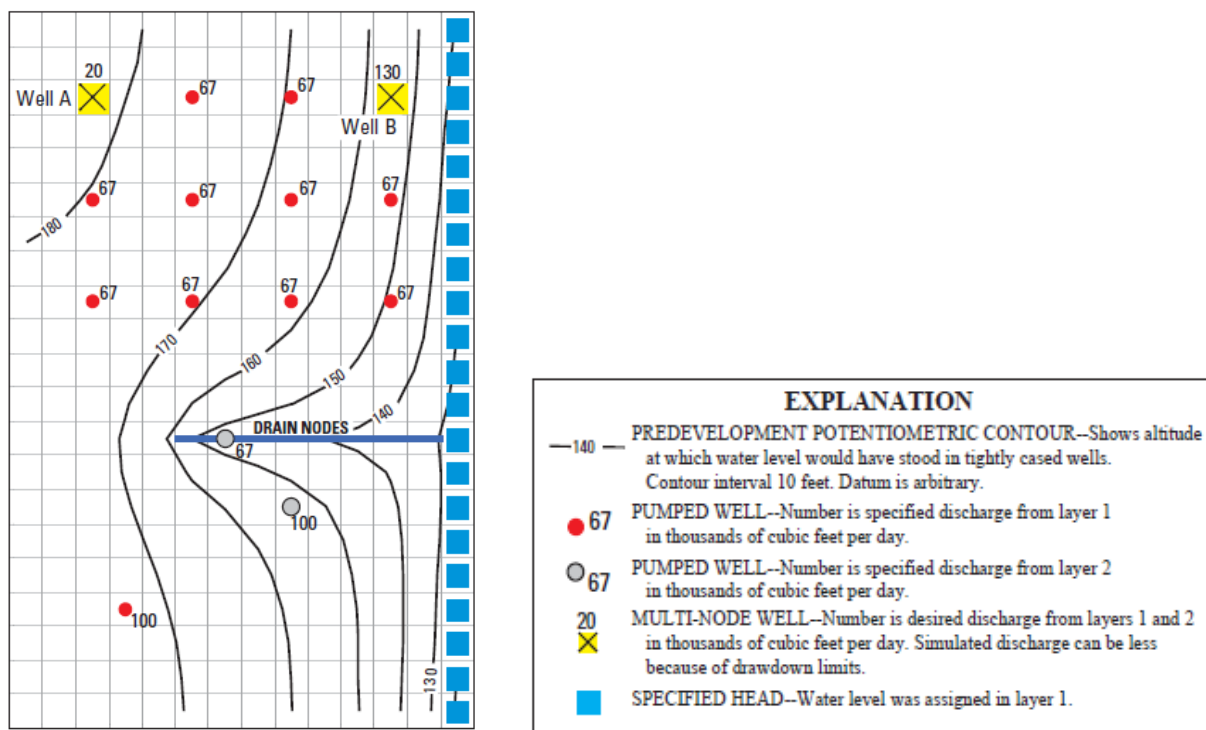 20
Well A
67
67
130
Well B
67
67
67
67
180
67
67
67
67
170
160
150
140
DRAIN NODES
67
100
100
130
EXPLANATION
—140— PREDEVELOPMENT POTENTIOMETRIC CONTOUR--Shows altitude
at which water level would have stood in tightly cased wells.
Contour interval 10 feet. Datum is arbitrary.
67 PUMPED WELL--Number is specified discharge from layer 1
in thousands of cubic feet per day.
67 PUMPED WELL--Number is specified discharge from layer 2
in thousands of cubic feet per day.
20 MULTI-NODE WELL--Number is desired discharge from layers 1 and 2
in thousands of cubic feet per day. Simulated discharge can be less
because of drawdown limits.
SPECIFIED HEAD--Water level was assigned in layer 1.